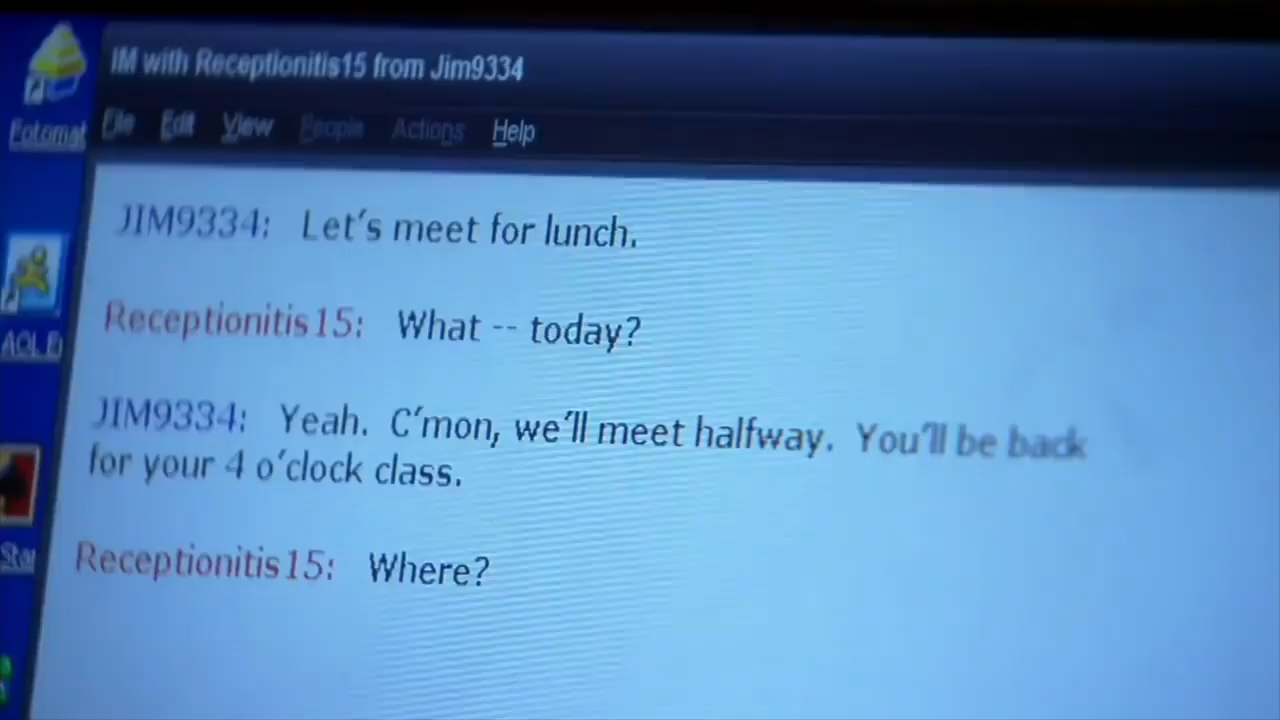 IM with Receptionitis15 from Jim9334
File Edit View People Actions Help
Fotomat
JIM9334: Let's meet for lunch.
Receptionitis15: What -- today?
AOL
JIM9334: Yeah. C'mon, we'll meet halfway. You'll be back
for your 4 o'clock class.
Star
Receptionitis15: Where?